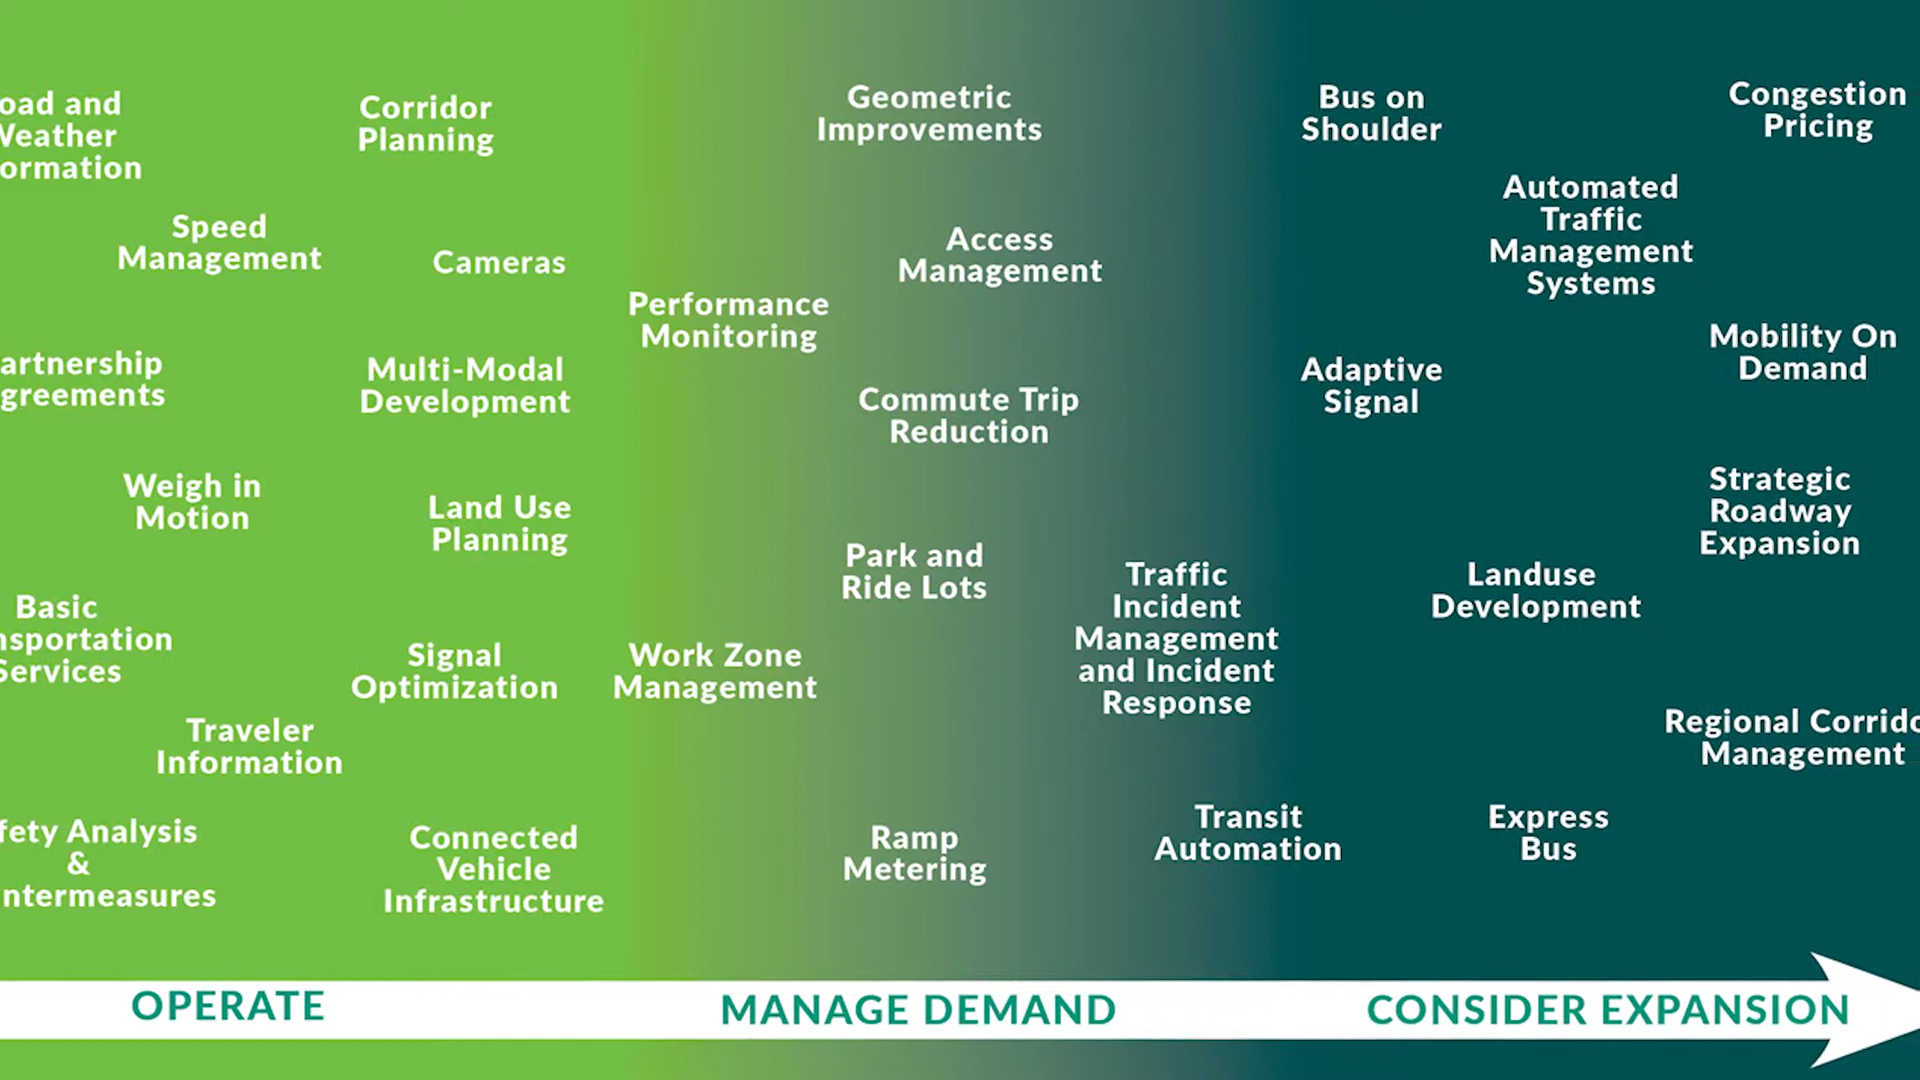 oad and
Weather
ormation
Corridor
Planning
Geometric
Improvements
Bus on
Shoulder
Congestion
Pricing
Automated
Traffic
Management
Systems
Speed
Management
Cameras
Access
Management
Performance
Monitoring
Mobility On
Demand
artnership
greements
Multi-Modal
Development
Commute Trip
Reduction
Adaptive
Signal
Weigh in
Motion
Land Use
Planning
Strategic
Roadway
Expansion
Park and
Ride Lots
Traffic
Incident
Management
and Incident
Response
Landuse
Development
Basic
nsportation
Services
Signal
Optimization
Work Zone
Management
Traveler
Information
Regional Corrido
Management
fety Analysis
&
ntermeasures
Connected
Vehicle
Infrastructure
Ramp
Metering
Transit
Automation
Express
Bus
OPERATE
MANAGE DEMAND
CONSIDER EXPANSION